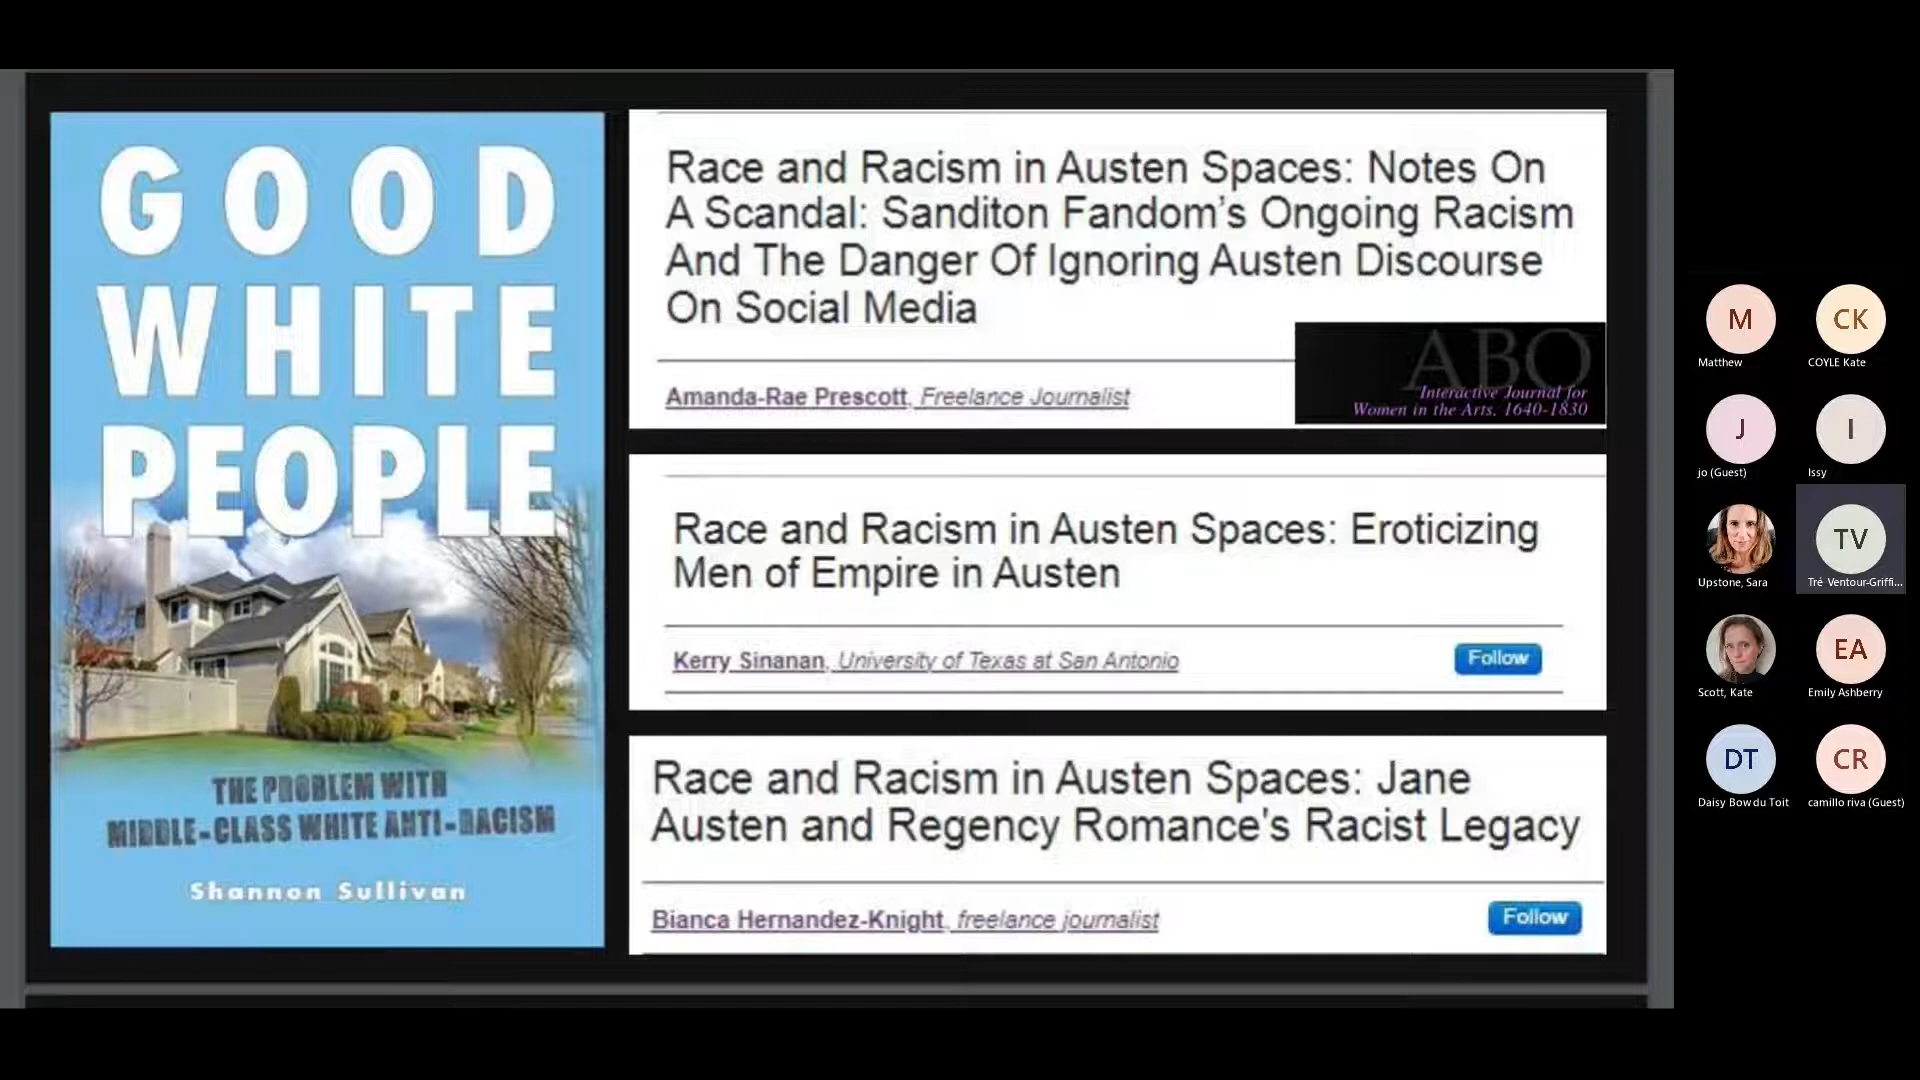 GOOD
WHITE
PEOPLE
THE PROBLEM WITH
MIDDLE-CLASS WHITE ANTI-RACISM
Shannon Sullivan
Race and Racism in Austen Spaces: Notes On
A Scandal: Sanditon Fandom's Ongoing Racism
And The Danger Of Ignoring Austen Discourse
On Social Media
Amanda-Rae Prescott, Freelance Journalist
ABO
Interactive Journal for
Women in the Arts, 1640-1830
Race and Racism in Austen Spaces: Eroticizing
Men of Empire in Austen
Kerry Sinanan, University of Texas at San Antonio
Follow
Race and Racism in Austen Spaces: Jane
Austen and Regency Romance's Racist Legacy
Bianca Hernandez-Knight, freelance journalist
Follow
M
Matthew
CK
COYLE Kate
J
jo (Guest)
I
Issy
Upstone, Sara
TV
Tré Ventour-Griffi...
Scott, Kate
EA
Emily Ashberry
DT
Daisy Bow du Toit
CR
camillo riva (Guest)